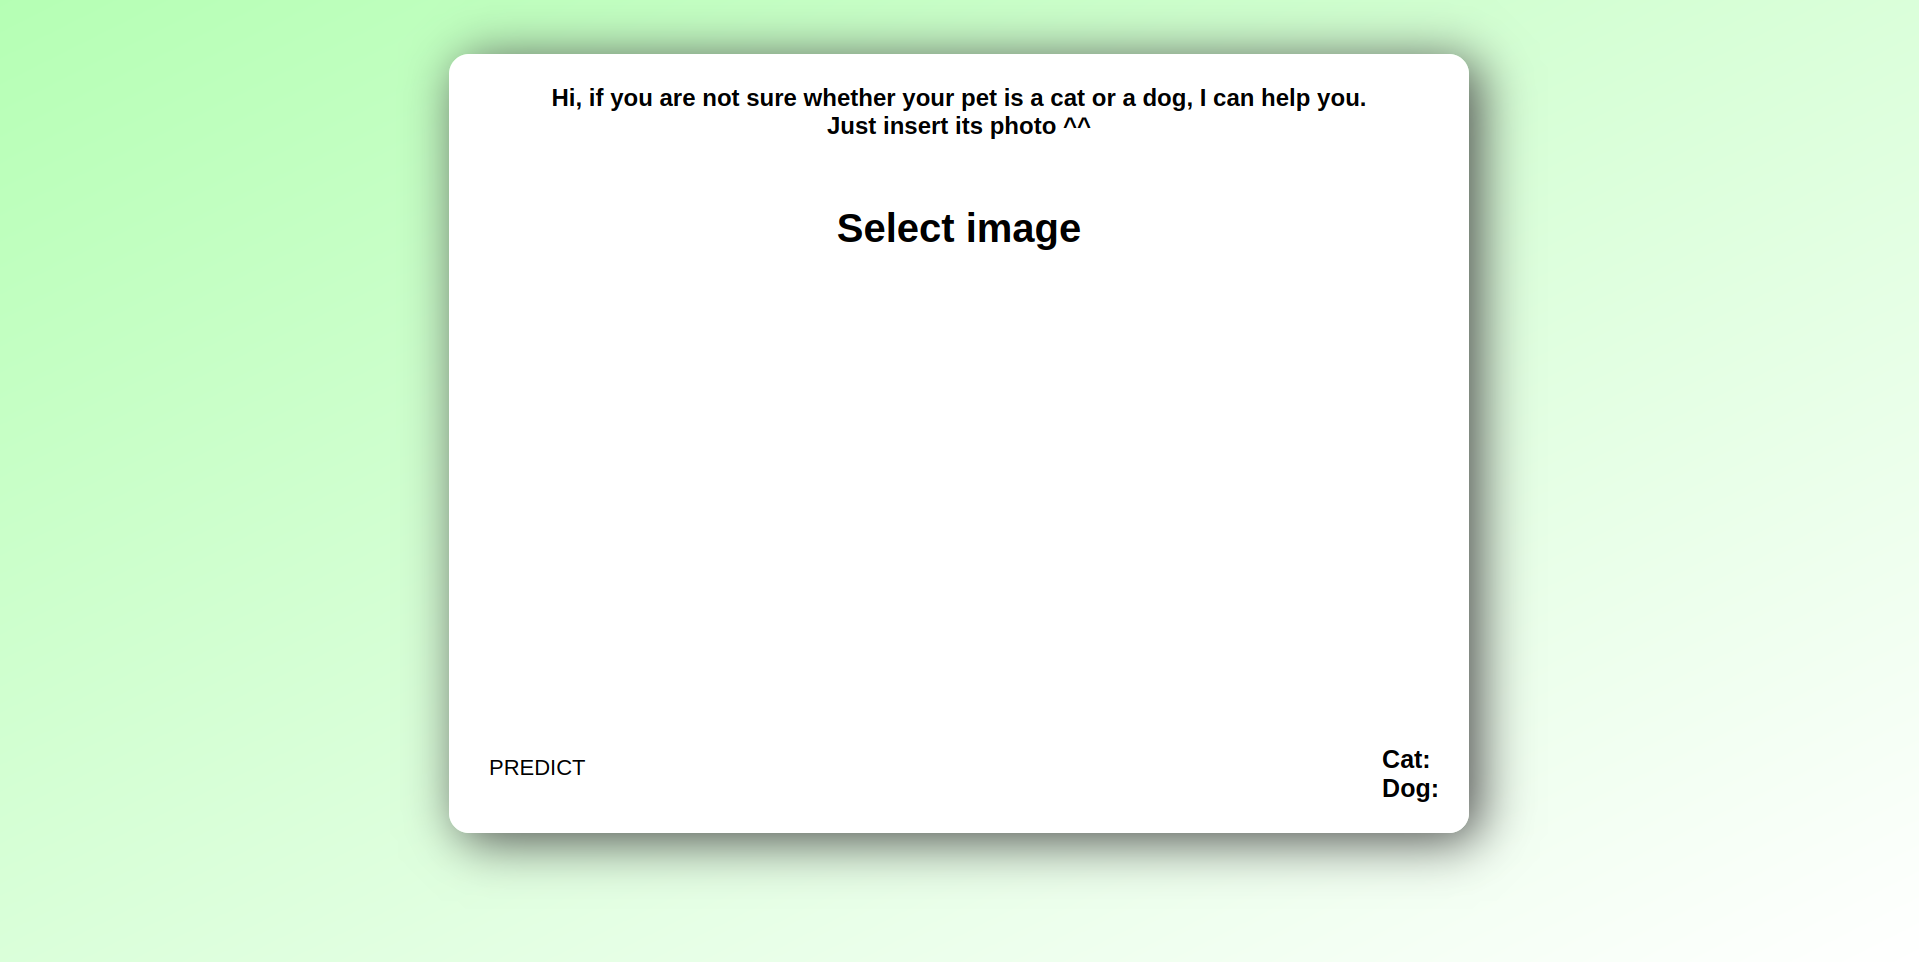 Hi, if you are not sure whether your pet is a cat or a dog, I can help you.
Just insert its photo ^^
Select image
PREDICT
Cat:
Dog: